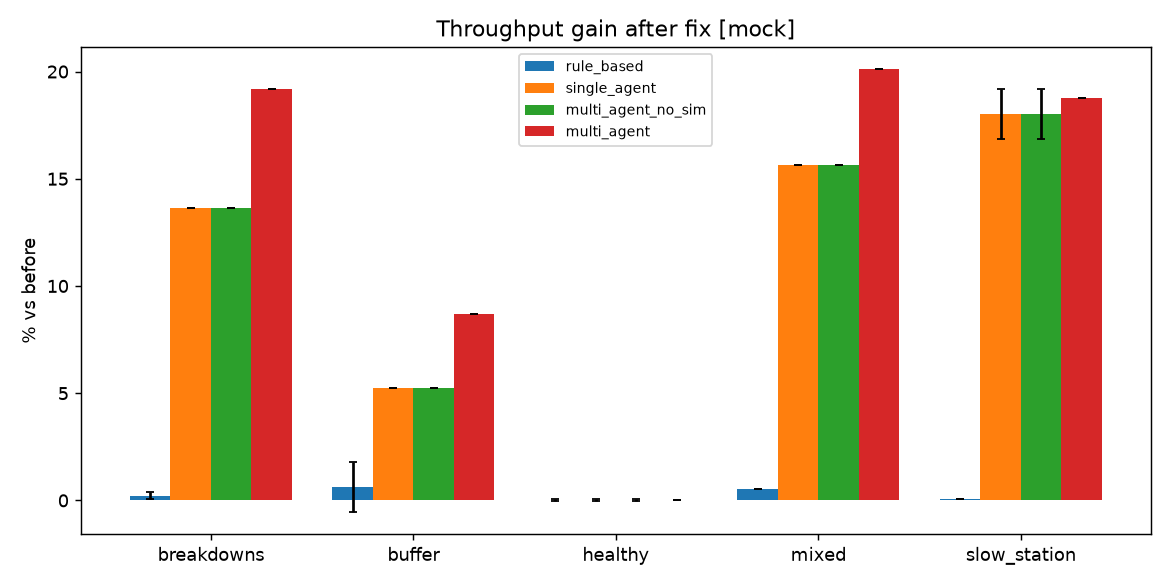 Throughput gain after fix [mock]
rule_based
single_agent
multi_agent_no_sim
multi_agent
% vs before
20
15
10
5
0
breakdowns
buffer
healthy
mixed
slow_station